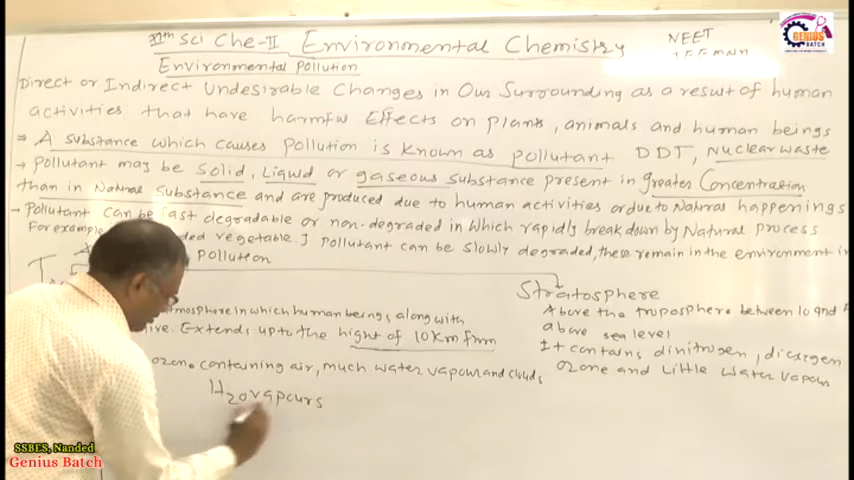 11th Sci Che-II Environmental Chemistry NEET
JEE main
GENIUS
BATCH
Environmental pollution
Direct or Indirect Undesirable Changes in Our Surrounding as a result of human
activities that have harmful Effects on plants, animals and human beings
⇒ A substance which causes pollution is known as pollutant DDT, Nuclear waste
→ Pollutant may be solid, Liquid or gaseous substance present in greater Concentration
than in Natural substance and are produced due to human activities or due to Natural happenings
→ Pollutant can be fast degradable or non-degraded in which rapidly break down by Natural process
For example ded vegetable. J pollutant can be slowly degraded, these remain in the environment in
pollution
T Stratosphere
tmosphere in which human beings along with
live. Extends up to the hight of 10 Km from
ozone containing air, much water vapour and clouds
H2O vapours
Above the troposphere between 10 and
above sea level
It contains dinitrogen, dioxygen
ozone and Little water vapour
SSBES, Nanded
Genius Batch